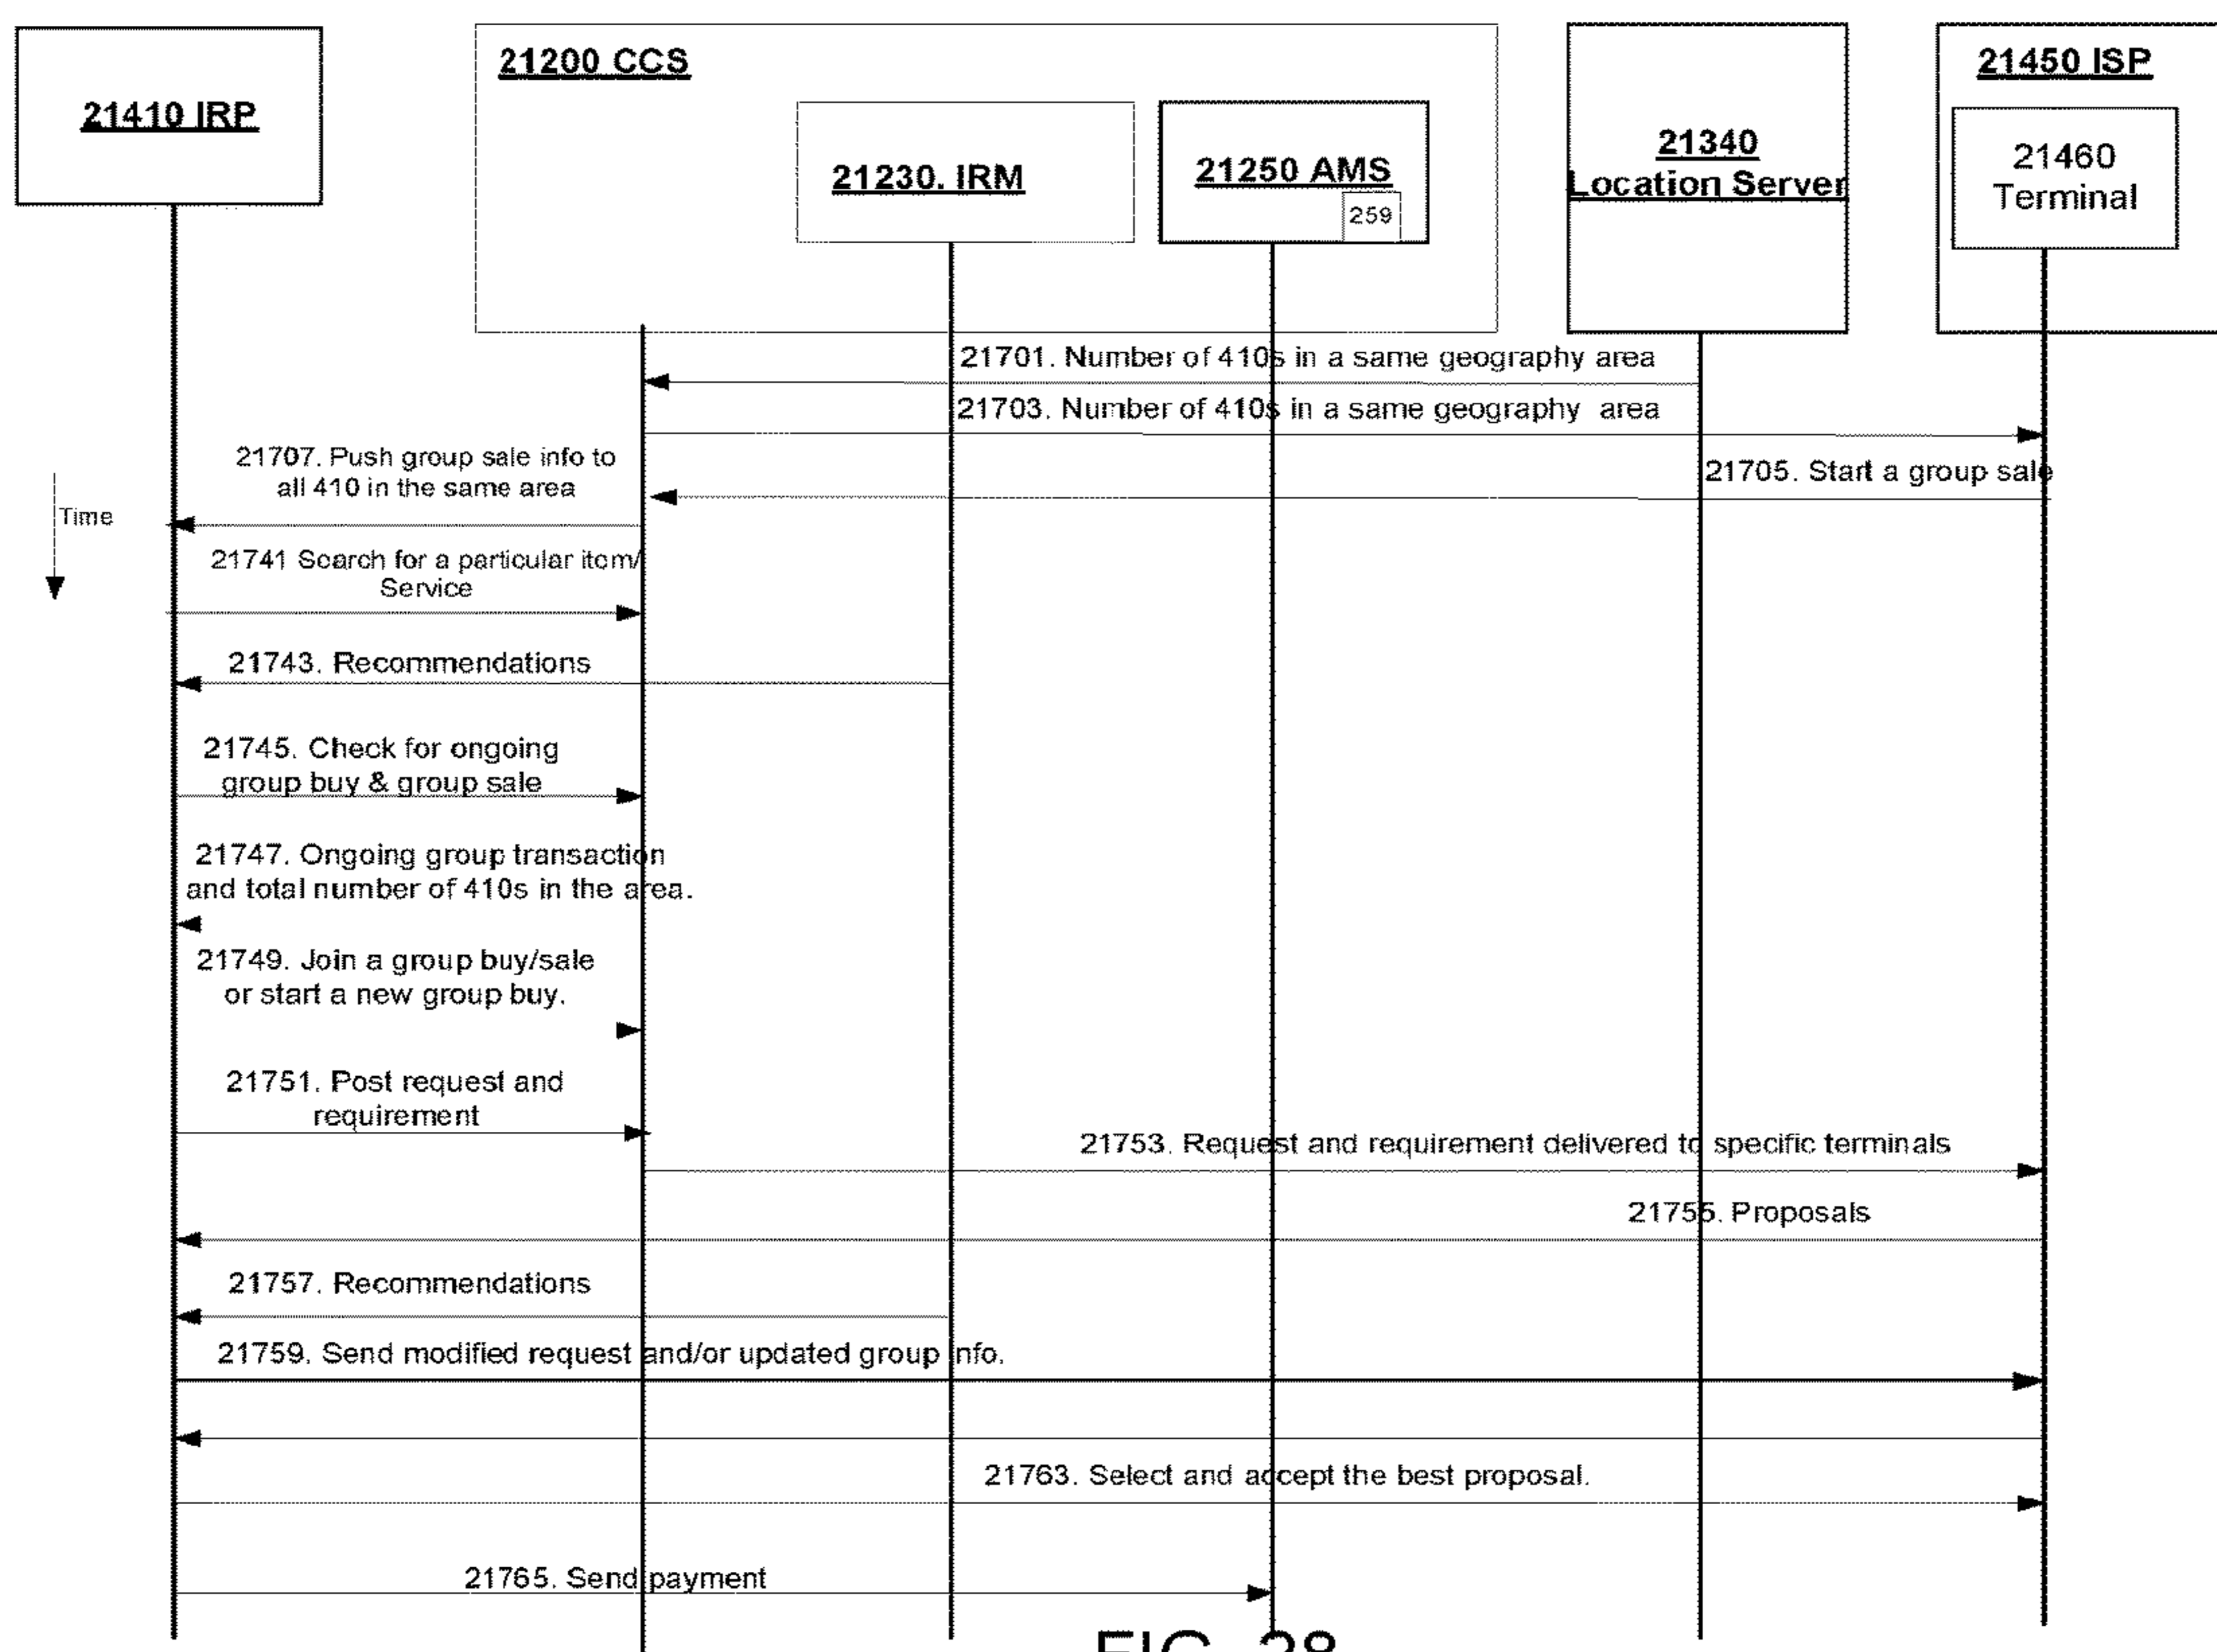 21410 IRP
21200 CCS
21230. IRM
21250 AMS
259
21340
Location Server
21450 ISP
21460
Terminal
21701. Number of 410s in a same geography area
21703. Number of 410s in a same geography area
21707. Push group sale info to
all 410 in the same area
21705. Start a group sale
Time
21741 Search for a particular item/
Service
21743. Recommendations
21745. Check for ongoing
group buy & group sale
21747. Ongoing group transaction
and total number of 410s in the area.
21749. Join a group buy/sale
or start a new group buy.
21751. Post request and
requirement
21753. Request and requirement delivered to specific terminals
21755. Proposals
21757. Recommendations
21759. Send modified request and/or updated group info.
21763. Select and accept the best proposal.
21765. Send payment
FIG. 28